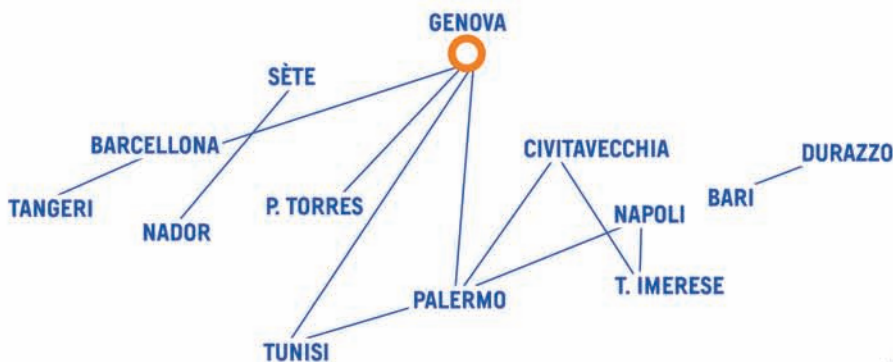 GENOVA
SÈTE
BARCELLONA
CIVITAVECCHIA
DURAZZO
TANGERI
P. TORRES
BARI
NADOR
NAPOLI
T. IMERESE
PALERMO
TUNISI